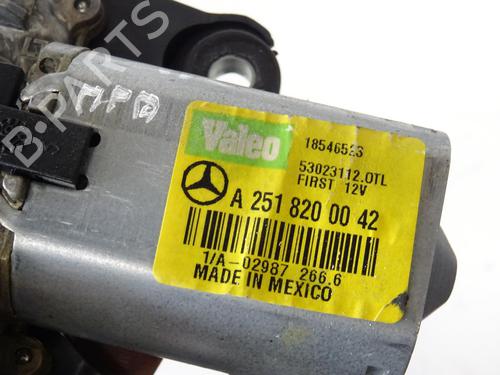 B-PARTS
Valeo
18546523
53023112.OTL
FIRST 12V
A 251 820 00 42
1/A-02987 266.6
MADE IN MEXICO